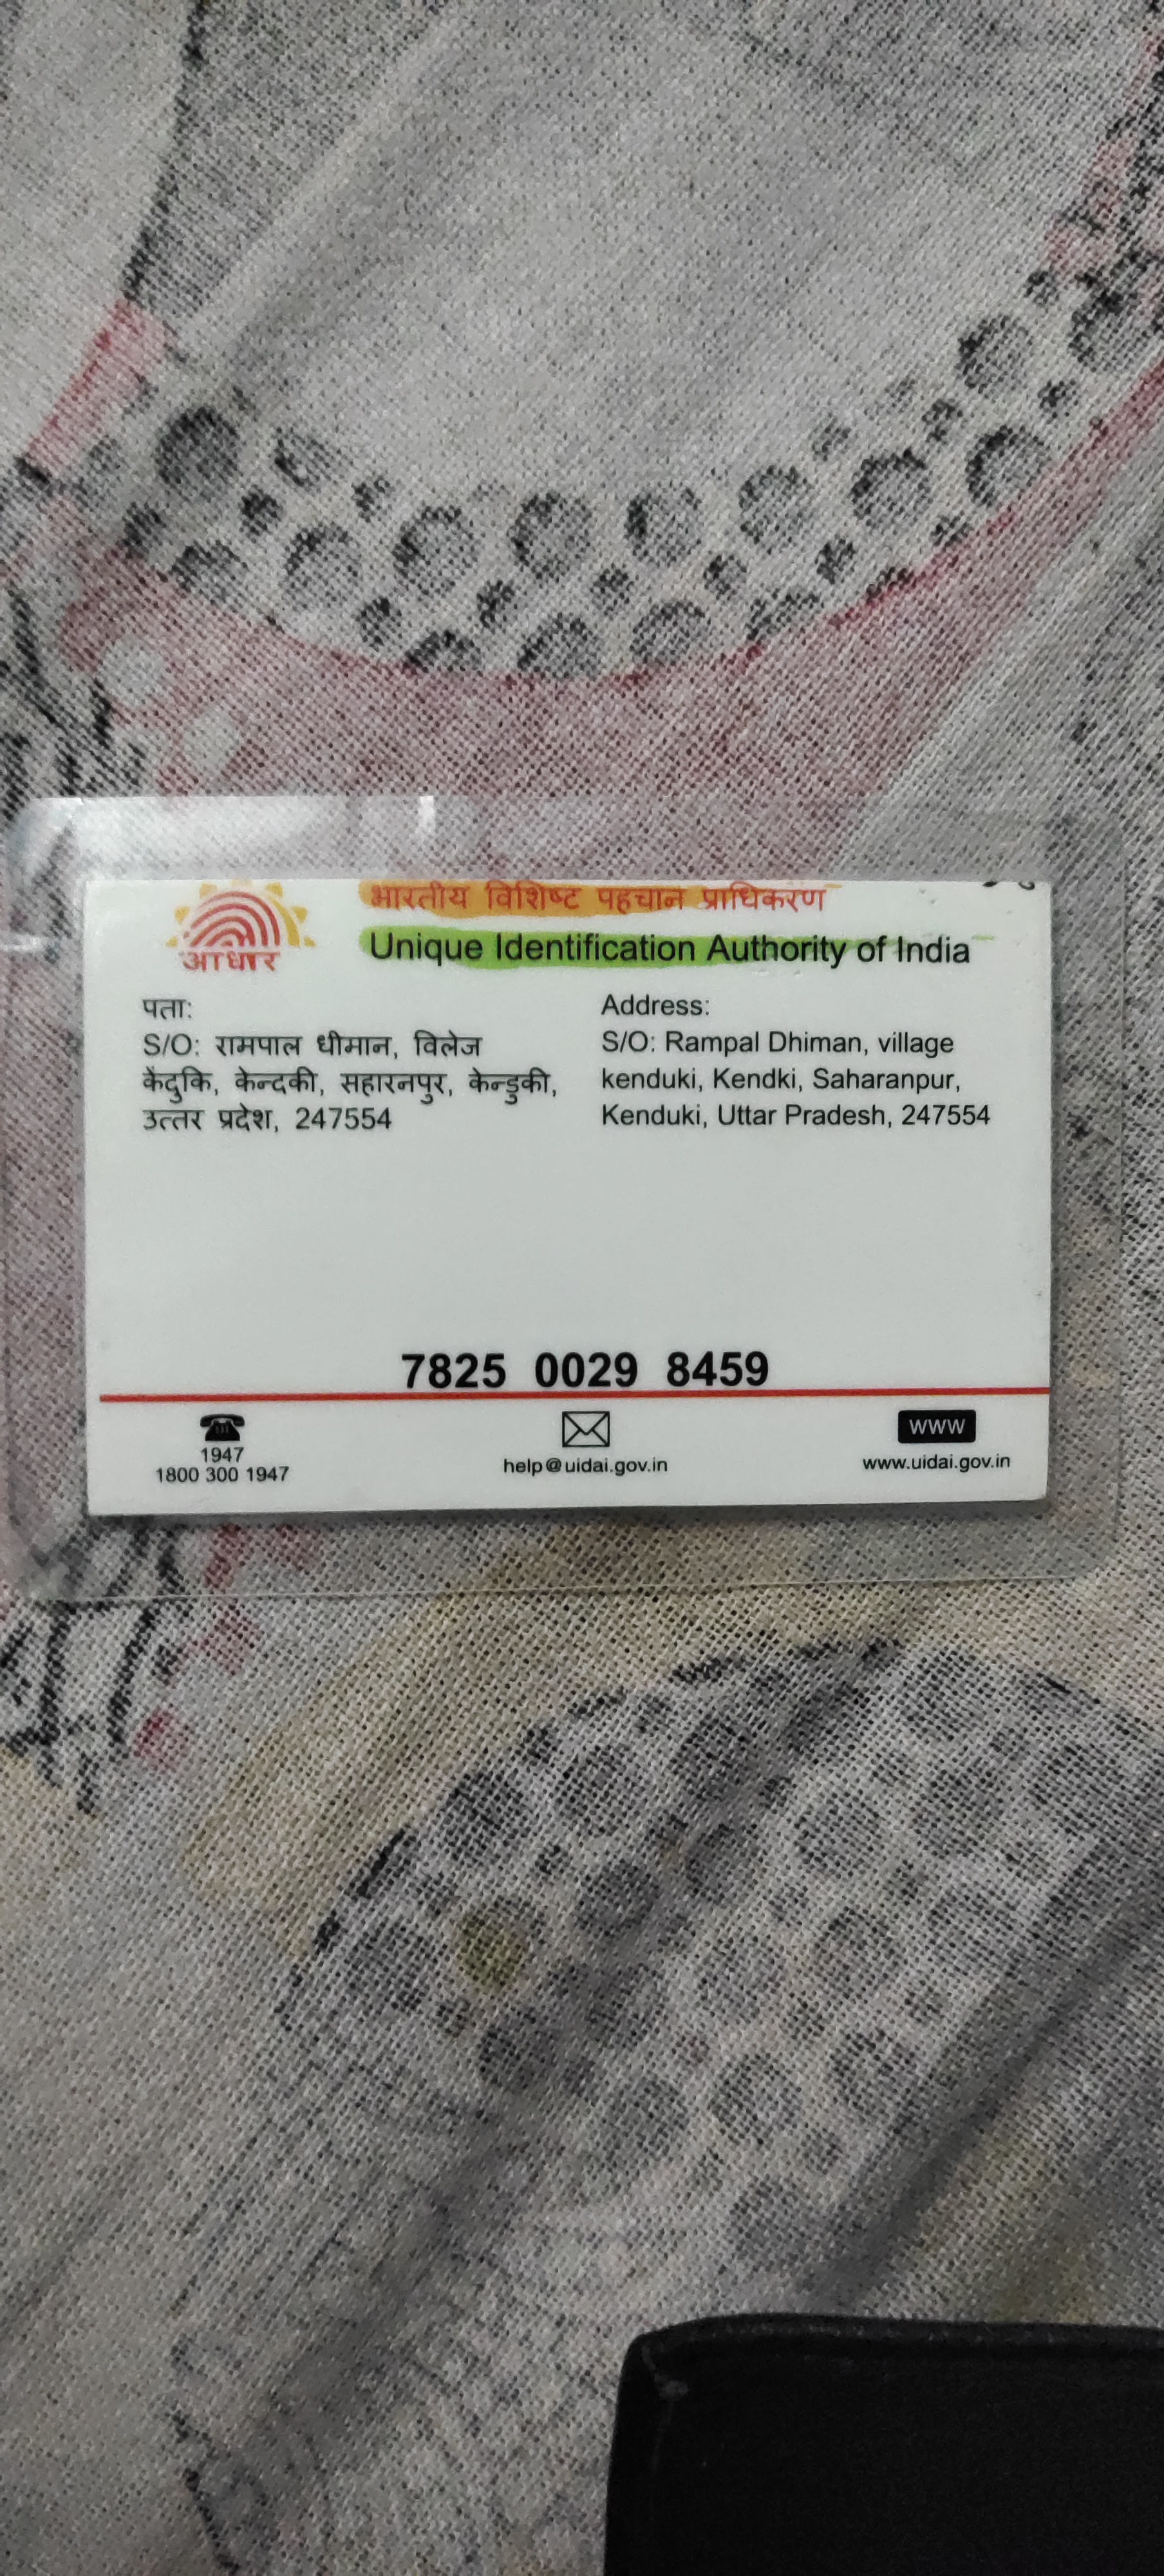 भारतीय विशिष्ट पहचान प्राधिकरण
आधार
Unique Identification Authority of India
पता:
S/O: रामपाल धीमान, विलेज
केंदुकि, केन्दकी, सहारनपुर, केन्डुकी,
उत्तर प्रदेश, 247554
Address:
S/O: Rampal Dhiman, village
kenduki, Kendki, Saharanpur,
Kenduki, Uttar Pradesh, 247554
7825 0029 8459
1947
1800 300 1947
help@uidai.gov.in
WWW
www.uidai.gov.in